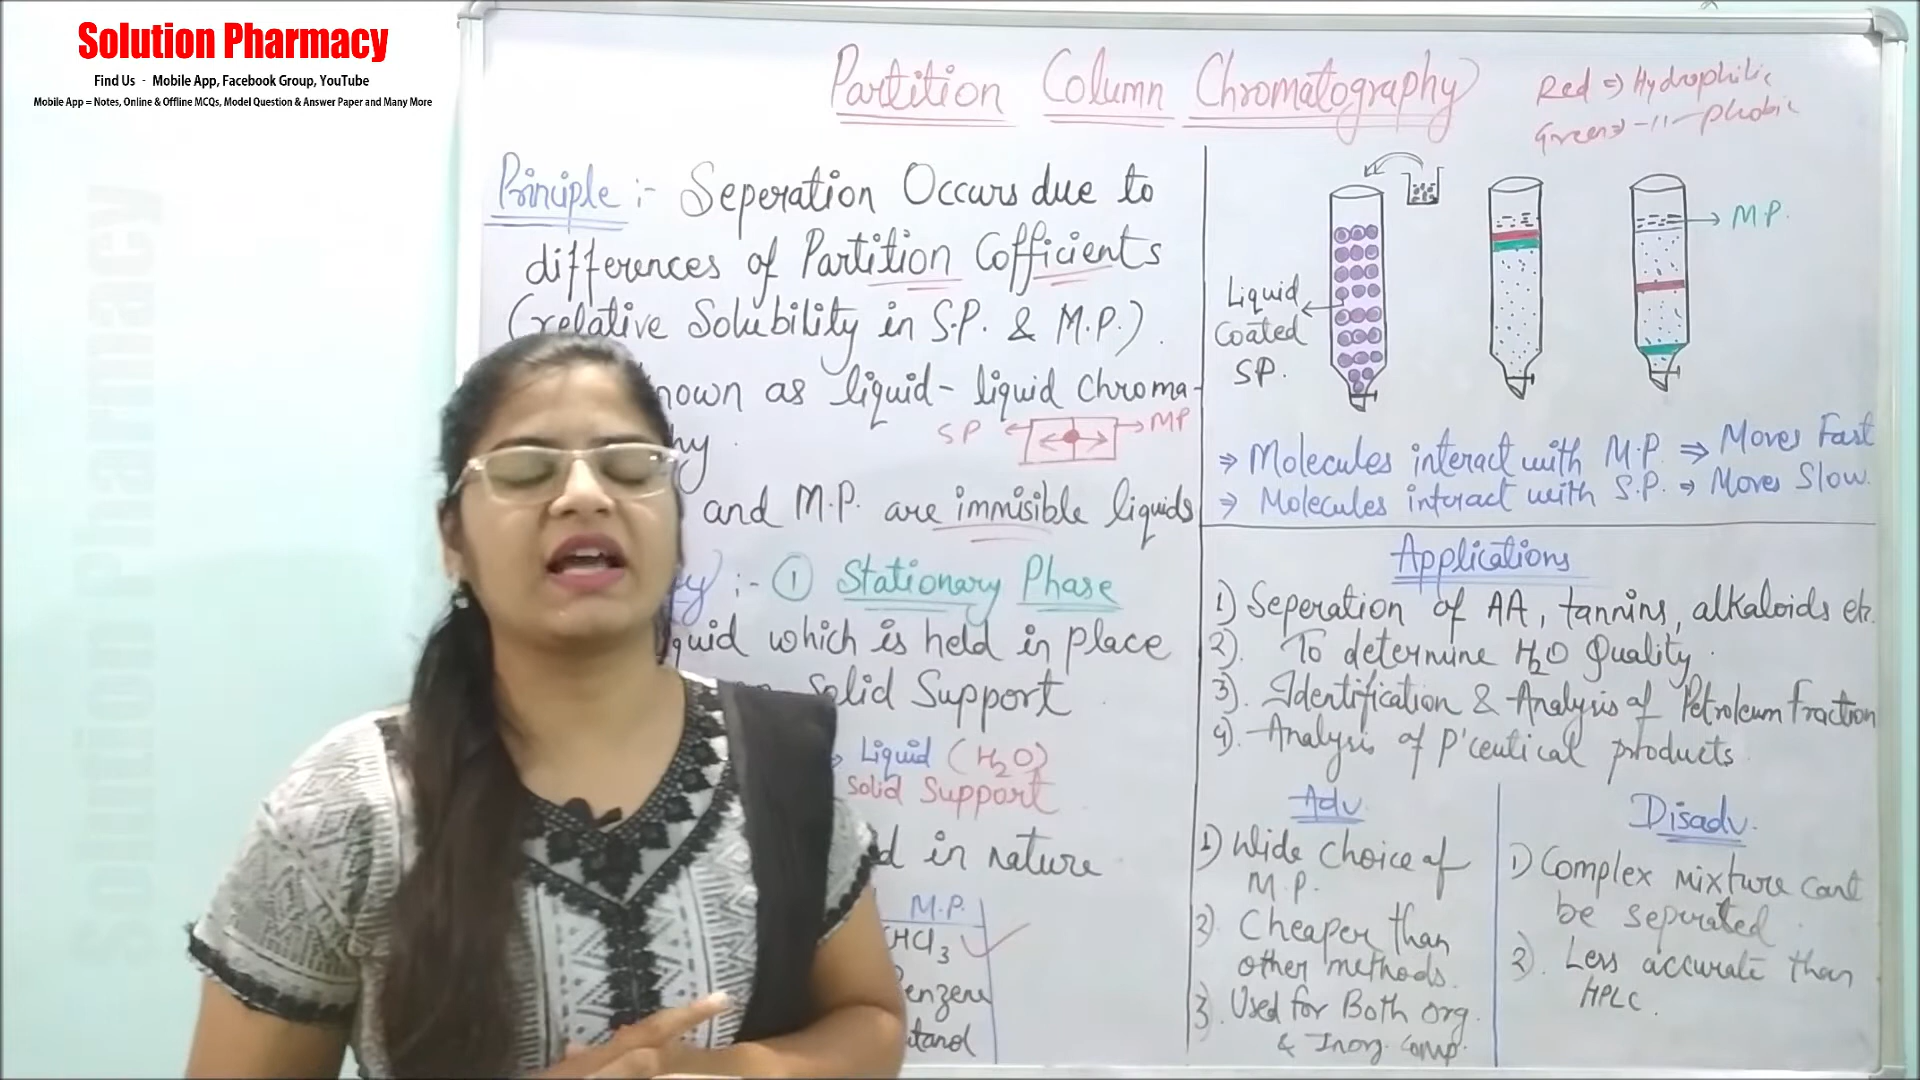 Solution Pharmacy
Find Us - Mobile App, Facebook Group, YouTube
Mobile App = Notes, Online & Offline MCQs, Model Question & Answer Paper and Many More
Solution Pharmacy
Partition Column Chromatography
Red ⇒ Hydrophilic
Green ⇒ -11- phobic
Principle :- Seperation Occurs due to
differences of Partition Cofficients
(relative Solubility in S.P. & M.P.).
nown as liquid-liquid Chroma-
hy.
SP
MP
and M.P. are immisible liquids
:- ① Stationary Phase
quid which is held in place
Solid Support
Liquid (H2O)
Solid Support
d in nature
M.P.
CHCl3
enzene
tanol
Liquid
Coated
SP.
M.P.
⇒ Molecules interact with M.P. ⇒ Moves Fast
⇒ Molecules interact with S.P. ⇒ Moves Slow.
Applications
1) Seperation of AA, tannins, alkaloids etc.
2). To determine H2O Quality.
3). Identification & Analysis of Petroleum fraction
4). Analysis of P'ceutical products.
Adv.
1) Wide Choice of
M.P.
2). Cheaper than
other methods.
3). Used for Both org.
& Inorg. Comp.
Disadv.
1) Complex mixture cant
be seperated.
2). Less accurate than
HPLC.